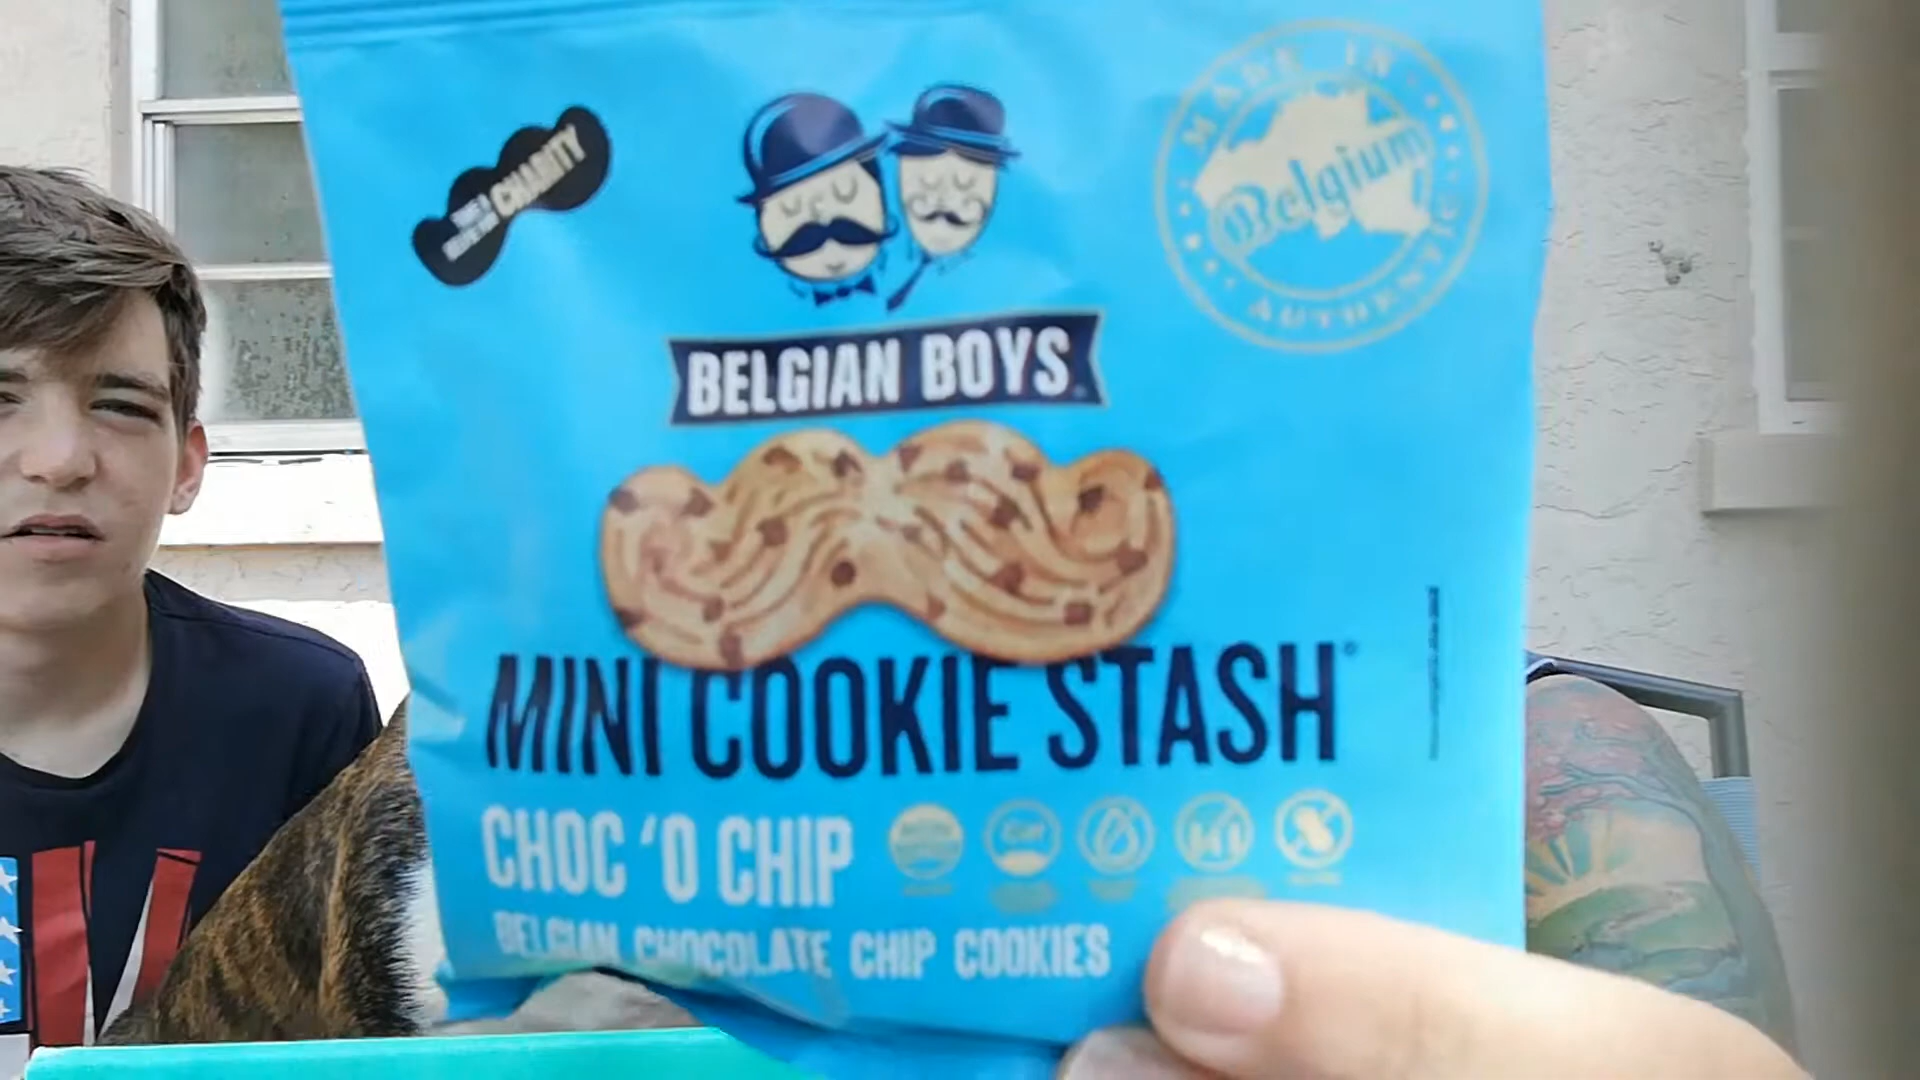 CHARITY
MADE IN
Belgium
AUTHENTIC
BELGIAN BOYS
MINI COOKIE STASH
CHOC 'O CHIP
BELGIAN CHOCOLATE CHIP COOKIES